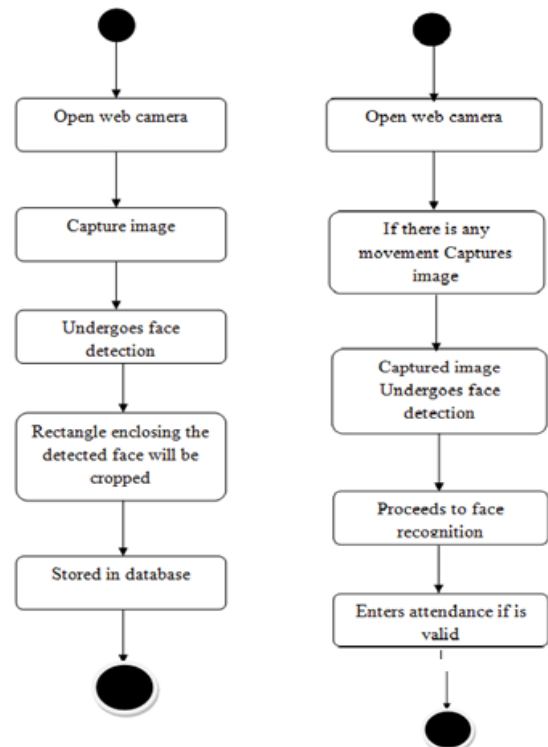 Open web camera
Capture image
Undergoes face
detection
Rectangle enclosing the
detected face will be
cropped
Stored in database
Open web camera
If there is any
movement Captures
image
Captured image
Undergoes face
detection
Proceeds to face
recognition
Enters attendance if is
valid